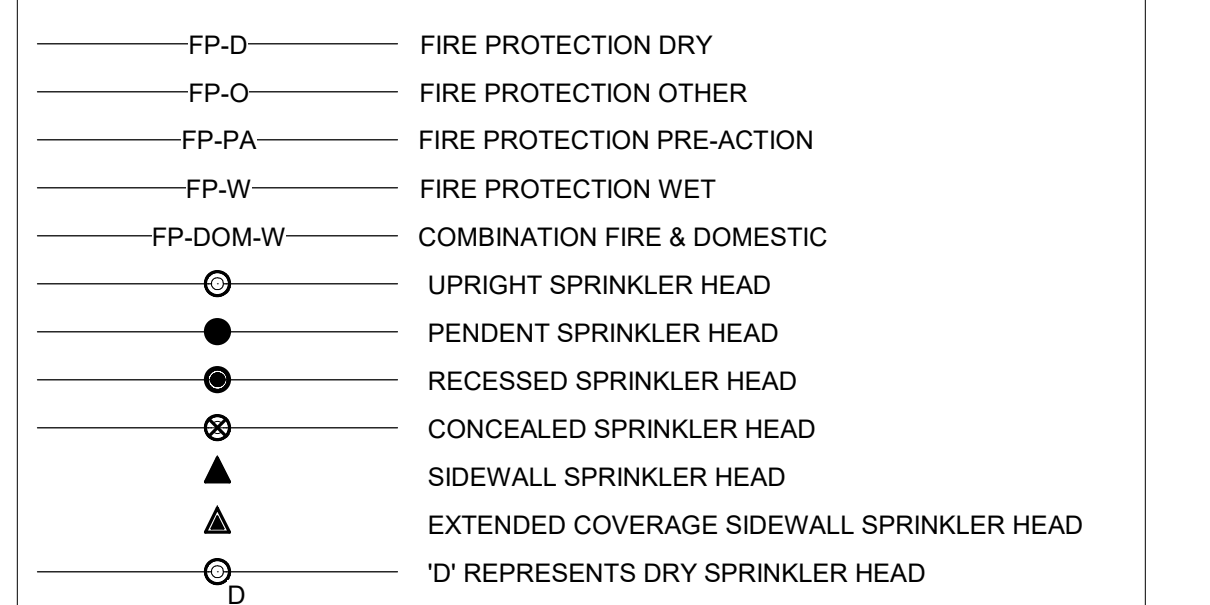 FP-D FIRE PROTECTION DRY
FP-O FIRE PROTECTION OTHER
FP-PA FIRE PROTECTION PRE-ACTION
FP-W FIRE PROTECTION WET
FP-DOM-W COMBINATION FIRE & DOMESTIC
UPRIGHT SPRINKLER HEAD
PENDENT SPRINKLER HEAD
RECESSED SPRINKLER HEAD
CONCEALED SPRINKLER HEAD
SIDEWALL SPRINKLER HEAD
EXTENDED COVERAGE SIDEWALL SPRINKLER HEAD
'D' REPRESENTS DRY SPRINKLER HEAD
D